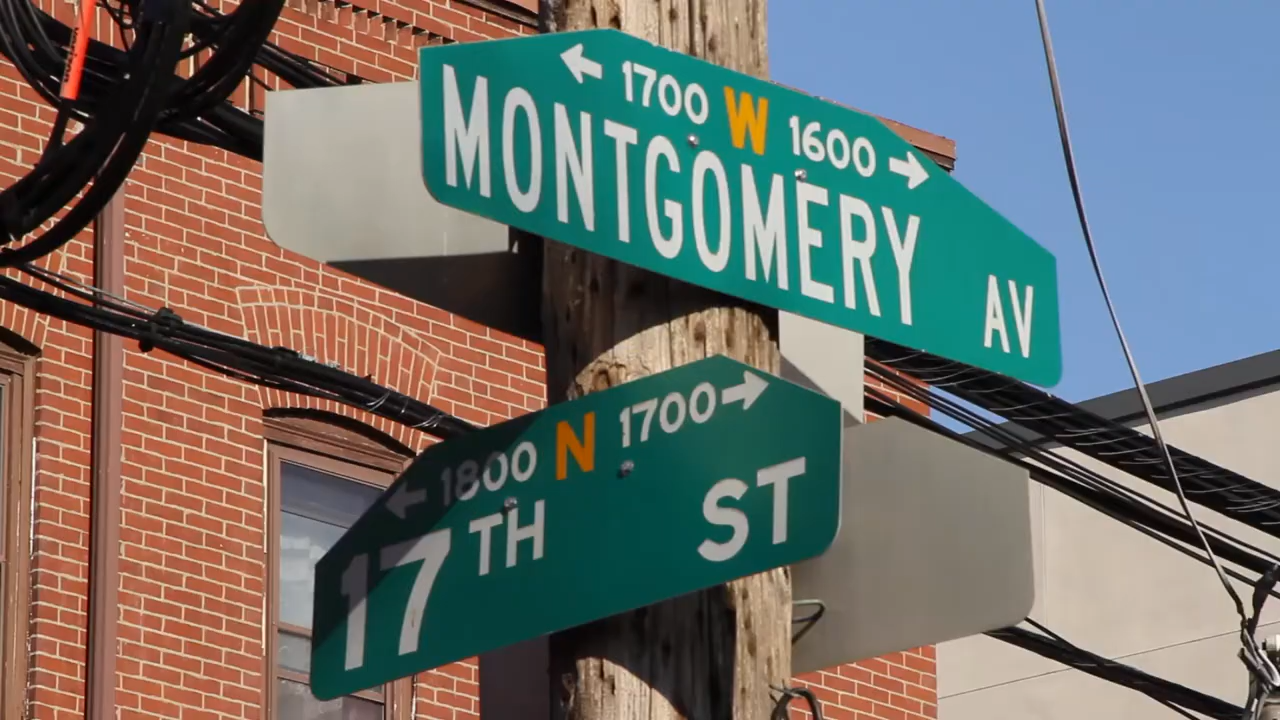 ← 1700 W 1600 →
MONTGOMERY AV
← 1800 N 1700 →
17TH ST